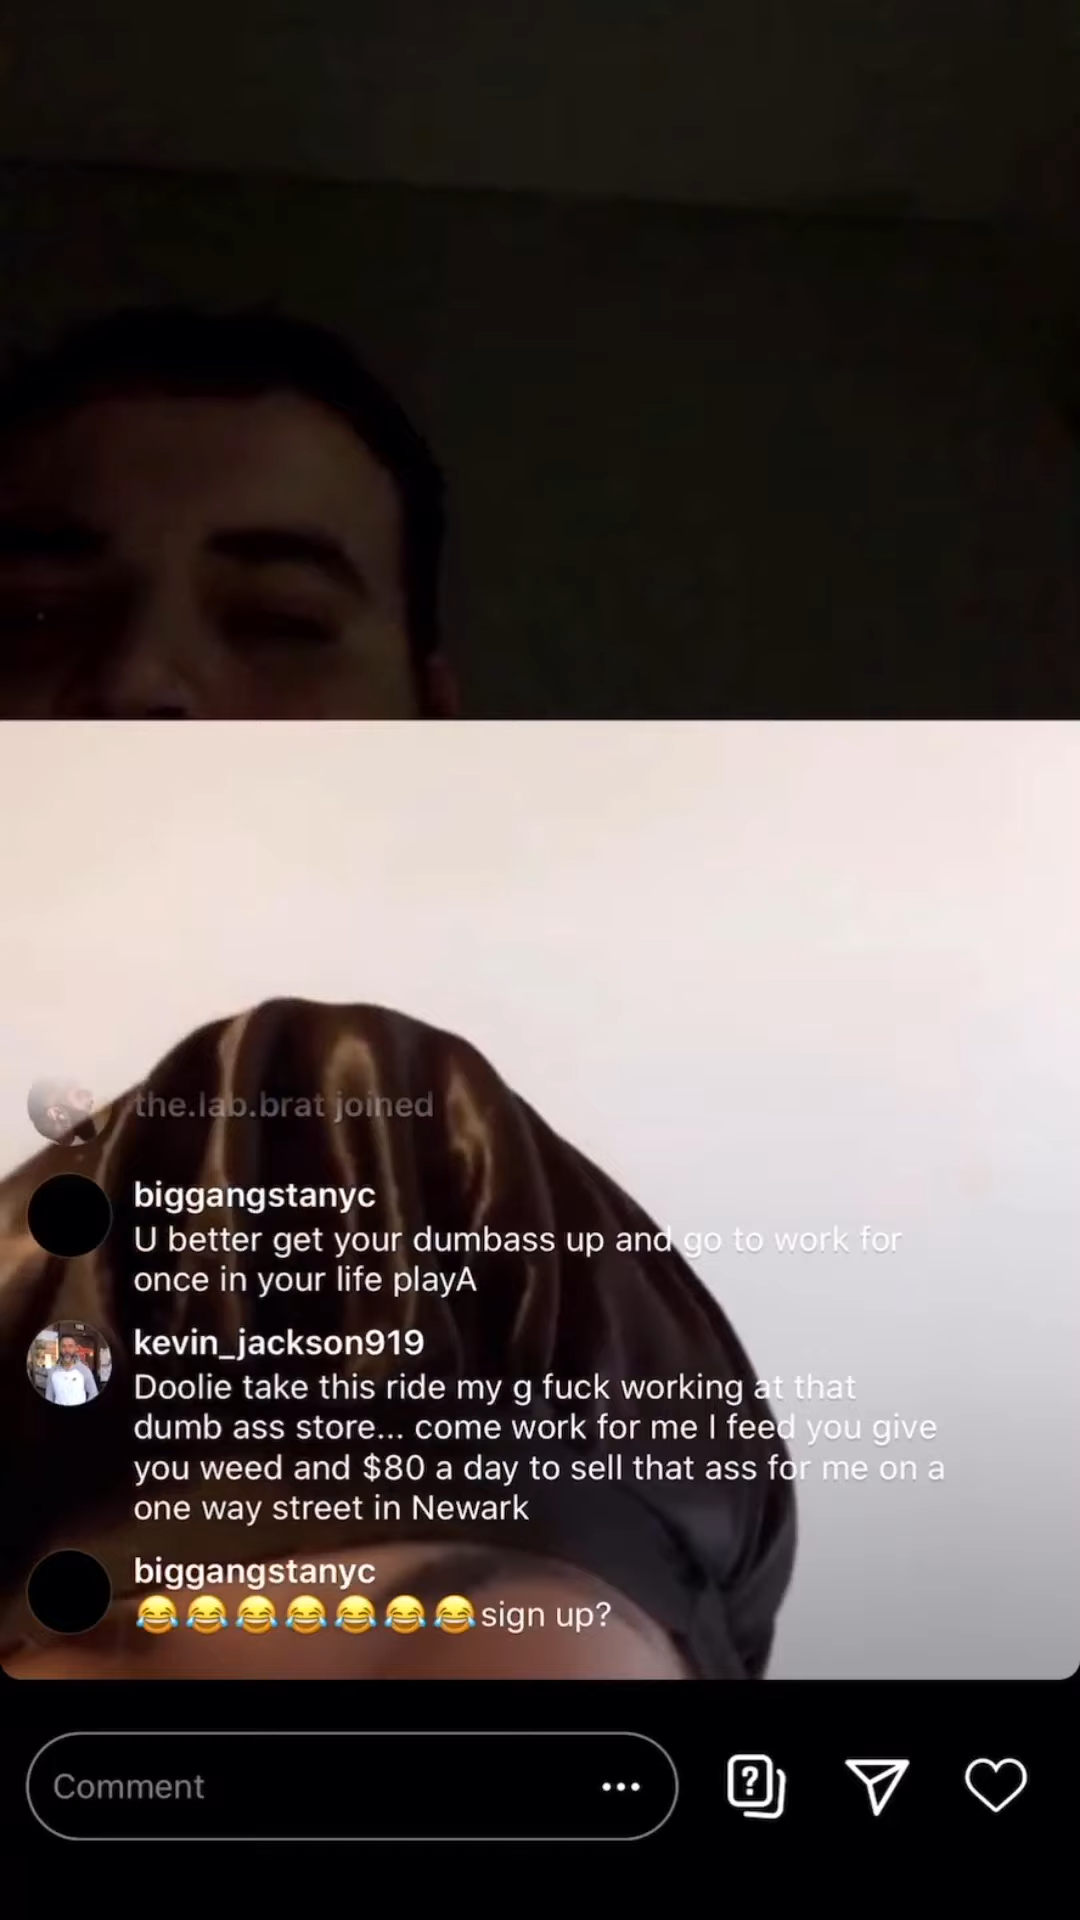 the.lab.brat joined
biggangstanyc
U better get your dumbass up and go to work for
once in your life playA
kevin_jackson919
Doolie take this ride my g fuck working at that
dumb ass store... come work for me I feed you give
you weed and $80 a day to sell that ass for me on a
one way street in Newark
biggangstanyc
😂😂😂😂😂😂😂sign up?
Comment